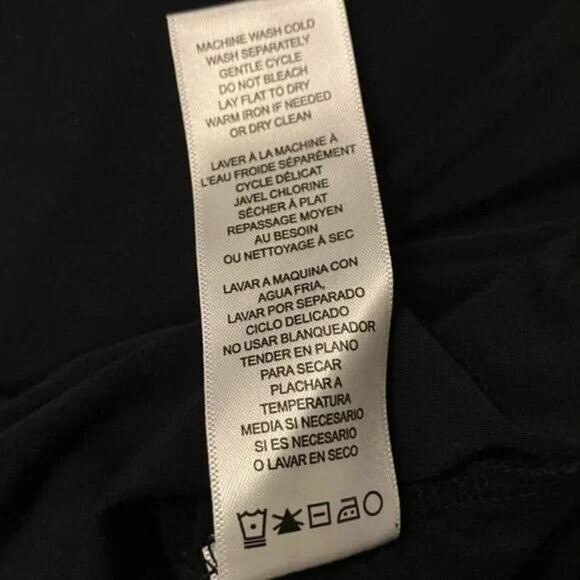 MACHINE WASH COLD
WASH SEPARATELY
GENTLE CYCLE
DO NOT BLEACH
LAY FLAT TO DRY
WARM IRON IF NEEDED
OR DRY CLEAN
LAVER À LA MACHINE À
L'EAU FROIDE SÉPARÉMENT
CYCLE DÉLICAT
JAVEL CHLORINE
SÉCHER À PLAT
REPASSAGE MOYEN
AU BESOIN
OU NETTOYAGE À SEC
LAVAR A MAQUINA CON
AGUA FRIA,
LAVAR POR SEPARADO
CICLO DELICADO
NO USAR BLANQUEADOR
TENDER EN PLANO
PARA SECAR
PLACHAR A
TEMPERATURA
MEDIA SI NECESARIO
SI ES NECESARIO
O LAVAR EN SECO